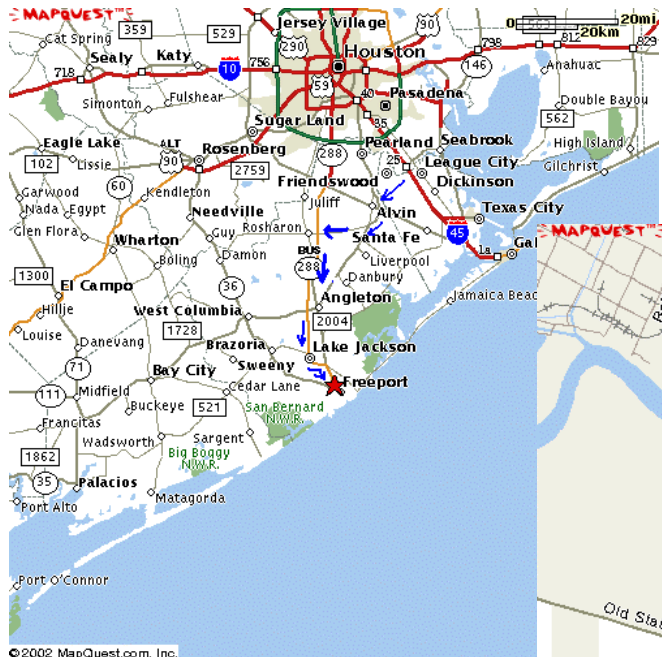 MAPQUEST™
Jersey Village
Cat Spring
359
529
290
90
0
20mi
20km
Sealy
Katy
10
756
Houston
798
812
829
718
59
146
Anahuac
Simonton
Fulshear
40
Pasadena
Double Bayou
Sugar Land
35
562
Eagle Lake
ALT
90
Rosenberg
288
Pearland
Seabrook
High Island
102
Lissie
2759
25
League City
Gilchrist
Garwood
60
Kendleton
Friendswood
Dickinson
Nada
Egypt
Needville
Juliff
Alvin
Texas City
Glen Flora
Guy
Rosharon
Santa Fe
45
MAPQUEST™
Wharton
Damon
BUS
288
Liverpool
1a
Gal
1300
Boling
36
Danbury
El Campo
Angleton
Jamaica Beac
Hillje
West Columbia
2004
Louise
1728
Danevang
Brazoria
Lake Jackson
71
Bay City
Sweeny
Freeport
111
Midfield
Cedar Lane
Buckeye
521
San Bernard
N.W.R.
Francitas
Wadsworth
Sargent
1862
Big Boggy
N.W.R.
35
Palacios
Port Alto
Matagorda
Port O'Connor
Old Slas
©2002 MapQuest.com, Inc.